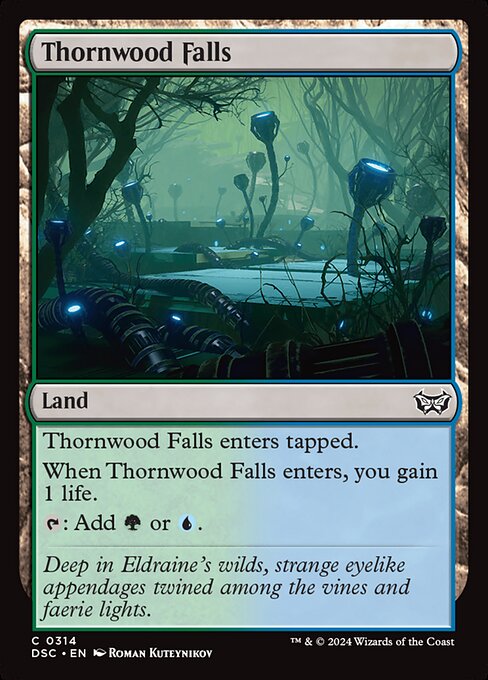 Thornwood Falls
Land
Thornwood Falls enters tapped.
When Thornwood Falls enters, you gain
1 life.
: Add or .
Deep in Eldraine's wilds, strange eyelike
appendages twined among the vines and
faerie lights.
C 0314
DSC • EN Roman Kuteynikov
™ & © 2024 Wizards of the Coast